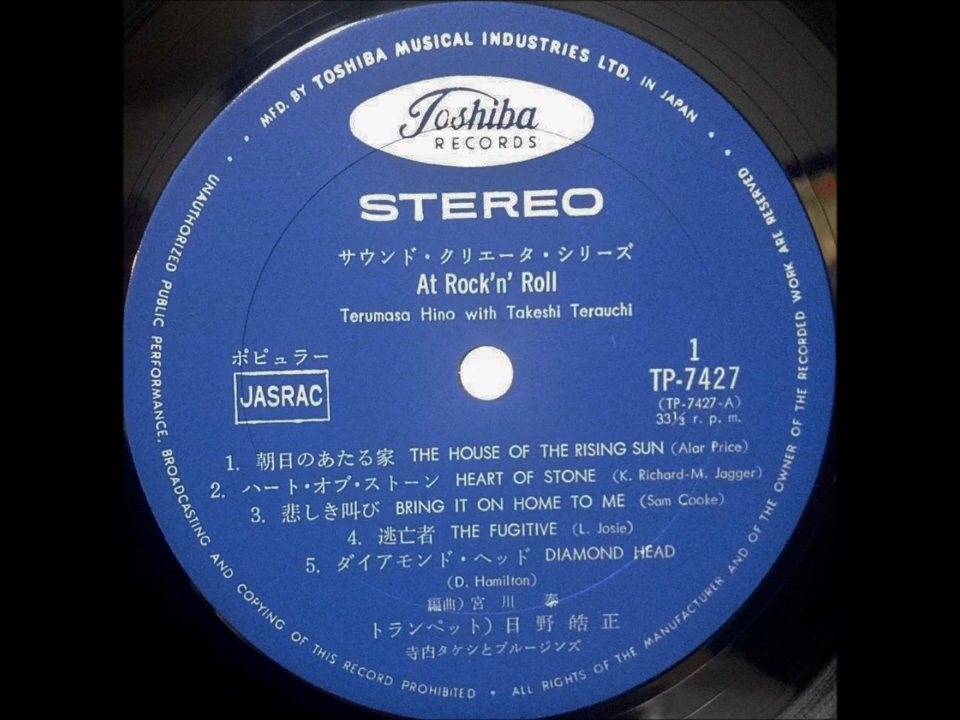 MFD. BY TOSHIBA MUSICAL INDUSTRIES LTD. IN JAPAN
Toshiba
RECORDS
STEREO
サウンド・クリエータ・シリーズ
At Rock'n' Roll
Terumasa Hino with Takeshi Terauchi
ポピュラー
JASRAC
1
TP-7427
(TP-7427-A)
33⅓ r. p. m.
1. 朝日のあたる家 THE HOUSE OF THE RISING SUN (Alar Price)
2. ハート・オブ・ストーン HEART OF STONE (K. Richard-M. Jagger)
3. 悲しき叫び BRING IT ON HOME TO ME (Sam Cooke)
4. 逃亡者 THE FUGITIVE (L. Josie)
5. ダイアモンド・ヘッド DIAMOND HEAD
(D. Hamilton)
編曲) 宮川 泰
トランペット) 日野皓正
寺内タケシとブルージンズ
UNAUTHORIZED PUBLIC PERFORMANCE, BROADCASTING AND COPYING OF THIS RECORD PROHIBITED • ALL RIGHTS OF THE MANUFACTURER AND OF THE OWNER OF THE RECORDED WORK ARE RESERVED